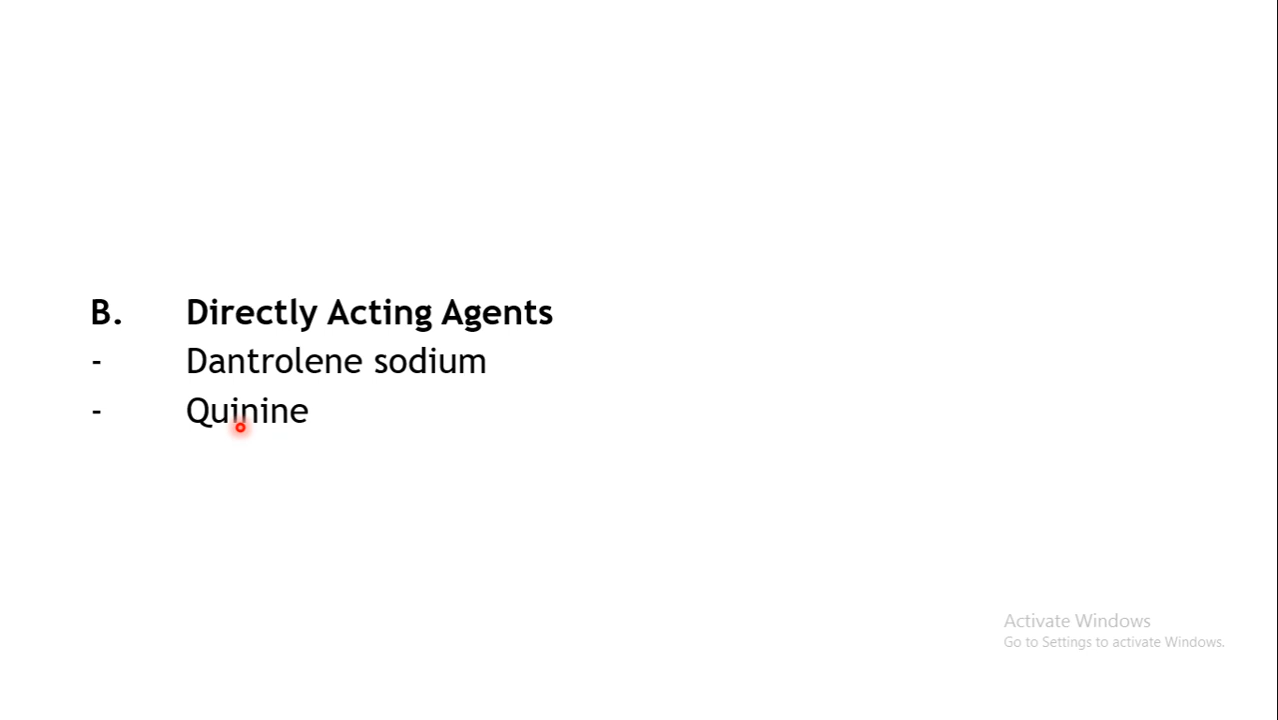 B. Directly Acting Agents
- Dantrolene sodium
- Quinine
Activate Windows
Go to Settings to activate Windows.